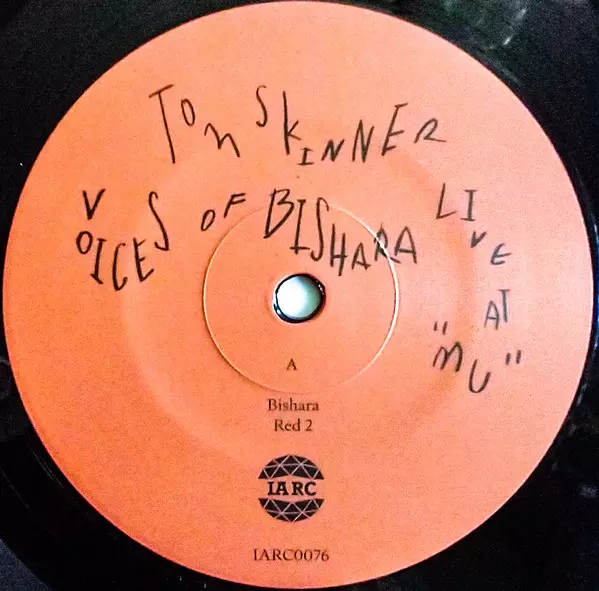 TOM SKINNER
VOICES OF BISHARA LIVE AT "MU"
A
Bishara
Red 2
IARC
IARC0076